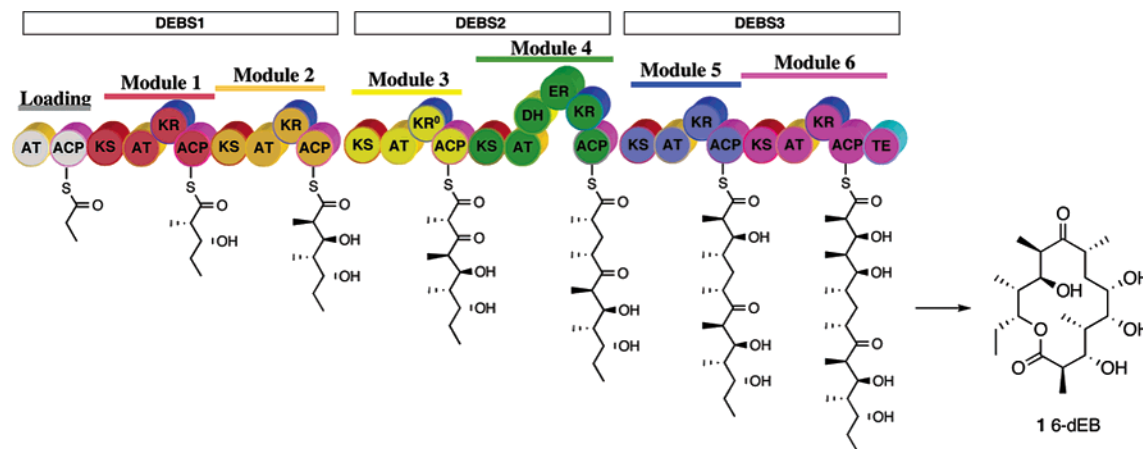 DEBS1 DEBS2 DEBS3
Module 4
Module 1 Module 2 Module 3 Module 5 Module 6
Loading
ER
DH KR
KR KR KR⁰ KR KR
AT ACP KS AT ACP KS AT ACP KS AT ACP KS AT ACP KS AT ACP KS AT ACP TE
S S S S S S S
O O O O O O O
OH OH O OH OH
OH OH O
OH O OH
OH O
OH OH OH
OH OH
O
OH
OH
O OH
O OH
1 6-dEB